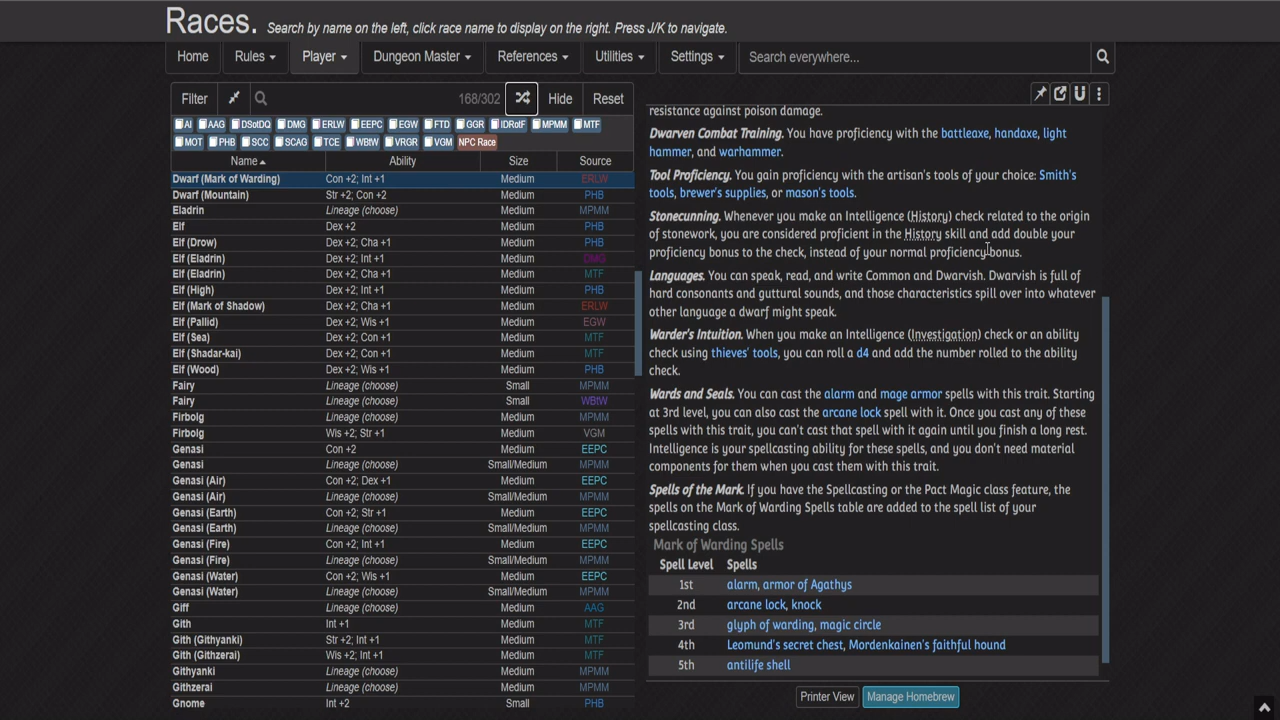 Races. Search by name on the left, click race name to display on the right. Press J/K to navigate.
Home Rules Player Dungeon Master References Utilities Settings Search everywhere...
Filter 168/302 Hide Reset
AI AAG DSotDQ DMG ERLW EEPC EGW FTD GGR IDRotF MPMM MTF
MOT PHB SCC SCAG TCE WBtW VRGR VGM NPC Race
Name Ability Size Source
Dwarf (Mark of Warding) Con +2; Int +1 Medium ERLW
Dwarf (Mountain) Str +2; Con +2 Medium PHB
Eladrin Lineage (choose) Medium MPMM
Elf Dex +2 Medium PHB
Elf (Drow) Dex +2; Cha +1 Medium PHB
Elf (Eladrin) Dex +2; Int +1 Medium DMG
Elf (Eladrin) Dex +2; Cha +1 Medium MTF
Elf (High) Dex +2; Int +1 Medium PHB
Elf (Mark of Shadow) Dex +2; Cha +1 Medium ERLW
Elf (Pallid) Dex +2; Wis +1 Medium EGW
Elf (Sea) Dex +2; Con +1 Medium MTF
Elf (Shadar-kai) Dex +2; Con +1 Medium MTF
Elf (Wood) Dex +2; Wis +1 Medium PHB
Fairy Lineage (choose) Small MPMM
Fairy Lineage (choose) Small WBtW
Firbolg Lineage (choose) Medium MPMM
Firbolg Wis +2; Str +1 Medium VGM
Genasi Con +2 Medium EEPC
Genasi Lineage (choose) Small/Medium MPMM
Genasi (Air) Con +2; Dex +1 Medium EEPC
Genasi (Air) Lineage (choose) Small/Medium MPMM
Genasi (Earth) Con +2; Str +1 Medium EEPC
Genasi (Earth) Lineage (choose) Small/Medium MPMM
Genasi (Fire) Con +2; Int +1 Medium EEPC
Genasi (Fire) Lineage (choose) Small/Medium MPMM
Genasi (Water) Con +2; Wis +1 Medium EEPC
Genasi (Water) Lineage (choose) Small/Medium MPMM
Giff Lineage (choose) Medium AAG
Gith Int +1 Medium MTF
Gith (Githyanki) Str +2; Int +1 Medium MTF
Gith (Githzerai) Wis +2; Int +1 Medium MTF
Githyanki Lineage (choose) Medium MPMM
Githzerai Lineage (choose) Medium MPMM
Gnome Int +2 Small PHB
resistance against poison damage.
Dwarven Combat Training. You have proficiency with the battleaxe, handaxe, light
hammer, and warhammer.
Tool Proficiency. You gain proficiency with the artisan's tools of your choice: Smith's
tools, brewer's supplies, or mason's tools.
Stonecunning. Whenever you make an Intelligence (History) check related to the origin
of stonework, you are considered proficient in the History skill and add double your
proficiency bonus to the check, instead of your normal proficiency bonus.
Languages. You can speak, read, and write Common and Dwarvish. Dwarvish is full of
hard consonants and guttural sounds, and those characteristics spill over into whatever
other language a dwarf might speak.
Warder's Intuition. When you make an Intelligence (Investigation) check or an ability
check using thieves' tools, you can roll a d4 and add the number rolled to the ability
check.
Wards and Seals. You can cast the alarm and mage armor spells with this trait. Starting
at 3rd level, you can also cast the arcane lock spell with it. Once you cast any of these
spells with this trait, you can't cast that spell with it again until you finish a long rest.
Intelligence is your spellcasting ability for these spells, and you don't need material
components for them when you cast them with this trait.
Spells of the Mark. If you have the Spellcasting or the Pact Magic class feature, the
spells on the Mark of Warding Spells table are added to the spell list of your
spellcasting class.
Mark of Warding Spells
Spell Level Spells
1st alarm, armor of Agathys
2nd arcane lock, knock
3rd glyph of warding, magic circle
4th Leomund's secret chest, Mordenkainen's faithful hound
5th antilife shell
Printer View Manage Homebrew